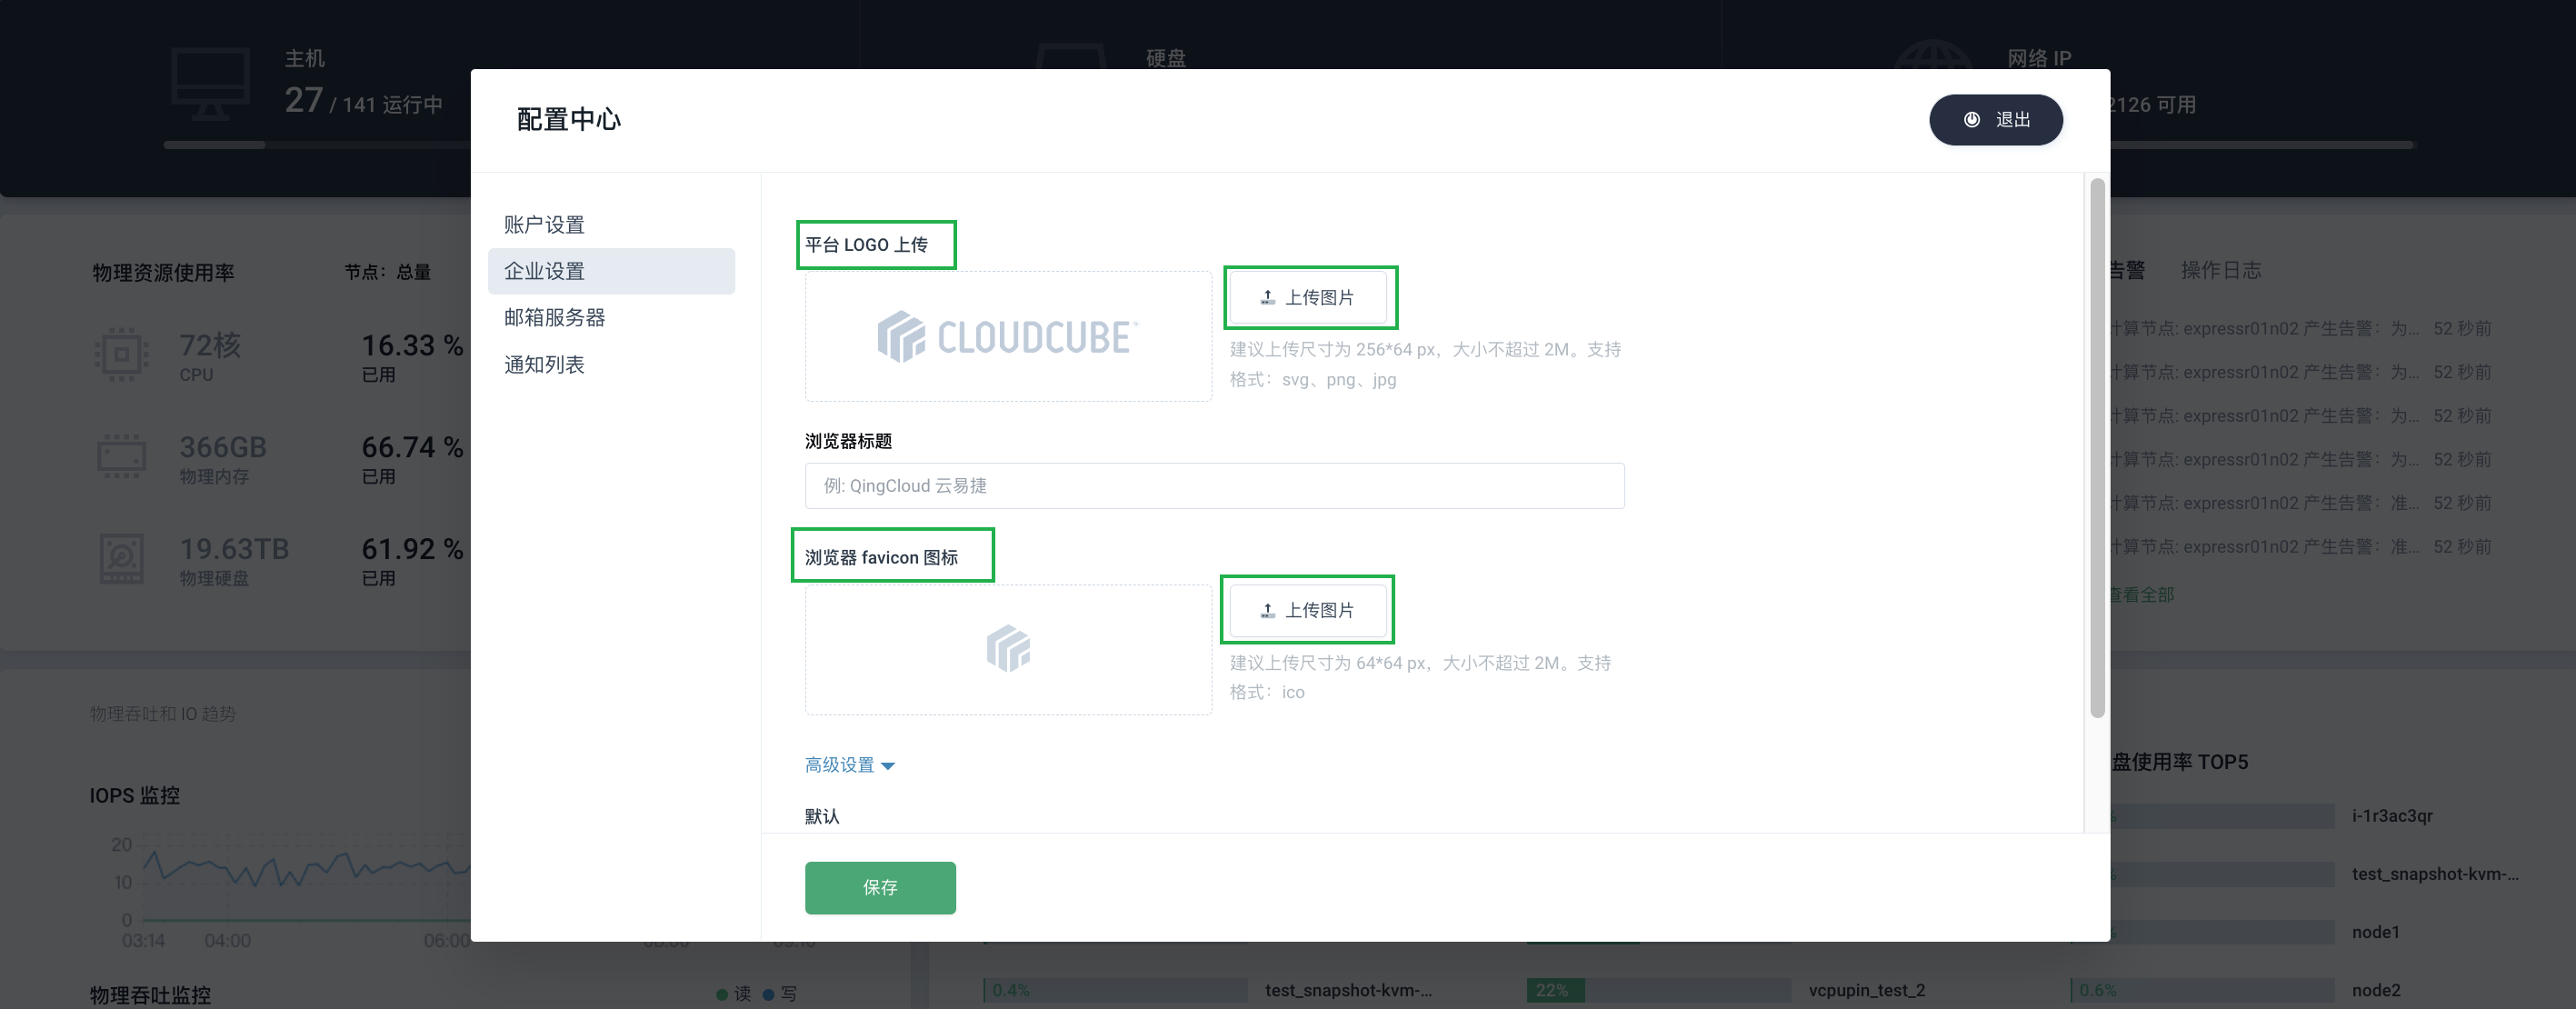 主机
27 / 141 运行中
硬盘
网络 IP
2126 可用
配置中心
退出
账户设置
企业设置
邮箱服务器
通知列表
平台 LOGO 上传
CLOUDCUBE
上传图片
建议上传尺寸为 256*64 px，大小不超过 2M。支持
格式：svg、png、jpg
浏览器标题
例: QingCloud 云易捷
浏览器 favicon 图标
上传图片
建议上传尺寸为 64*64 px，大小不超过 2M。支持
格式：ico
高级设置
默认
保存
物理资源使用率
节点：总量
72核
CPU
16.33 %
已用
366GB
物理内存
66.74 %
已用
19.63TB
物理硬盘
61.92 %
已用
告警 操作日志
计算节点: expressr01n02 产生告警：为... 52 秒前
计算节点: expressr01n02 产生告警：为... 52 秒前
计算节点: expressr01n02 产生告警：为... 52 秒前
计算节点: expressr01n02 产生告警：为... 52 秒前
计算节点: expressr01n02 产生告警：准... 52 秒前
计算节点: expressr01n02 产生告警：准... 52 秒前
查看全部
物理吞吐和 IO 趋势
IOPS 监控
20
10
0
03:14 04:00 06:00
物理吞吐监控
读 写
盘使用率 TOP5
i-1r3ac3qr
test_snapshot-kvm-...
node1
0.4% test_snapshot-kvm-...
22% vcpupin_test_2
0.6% node2